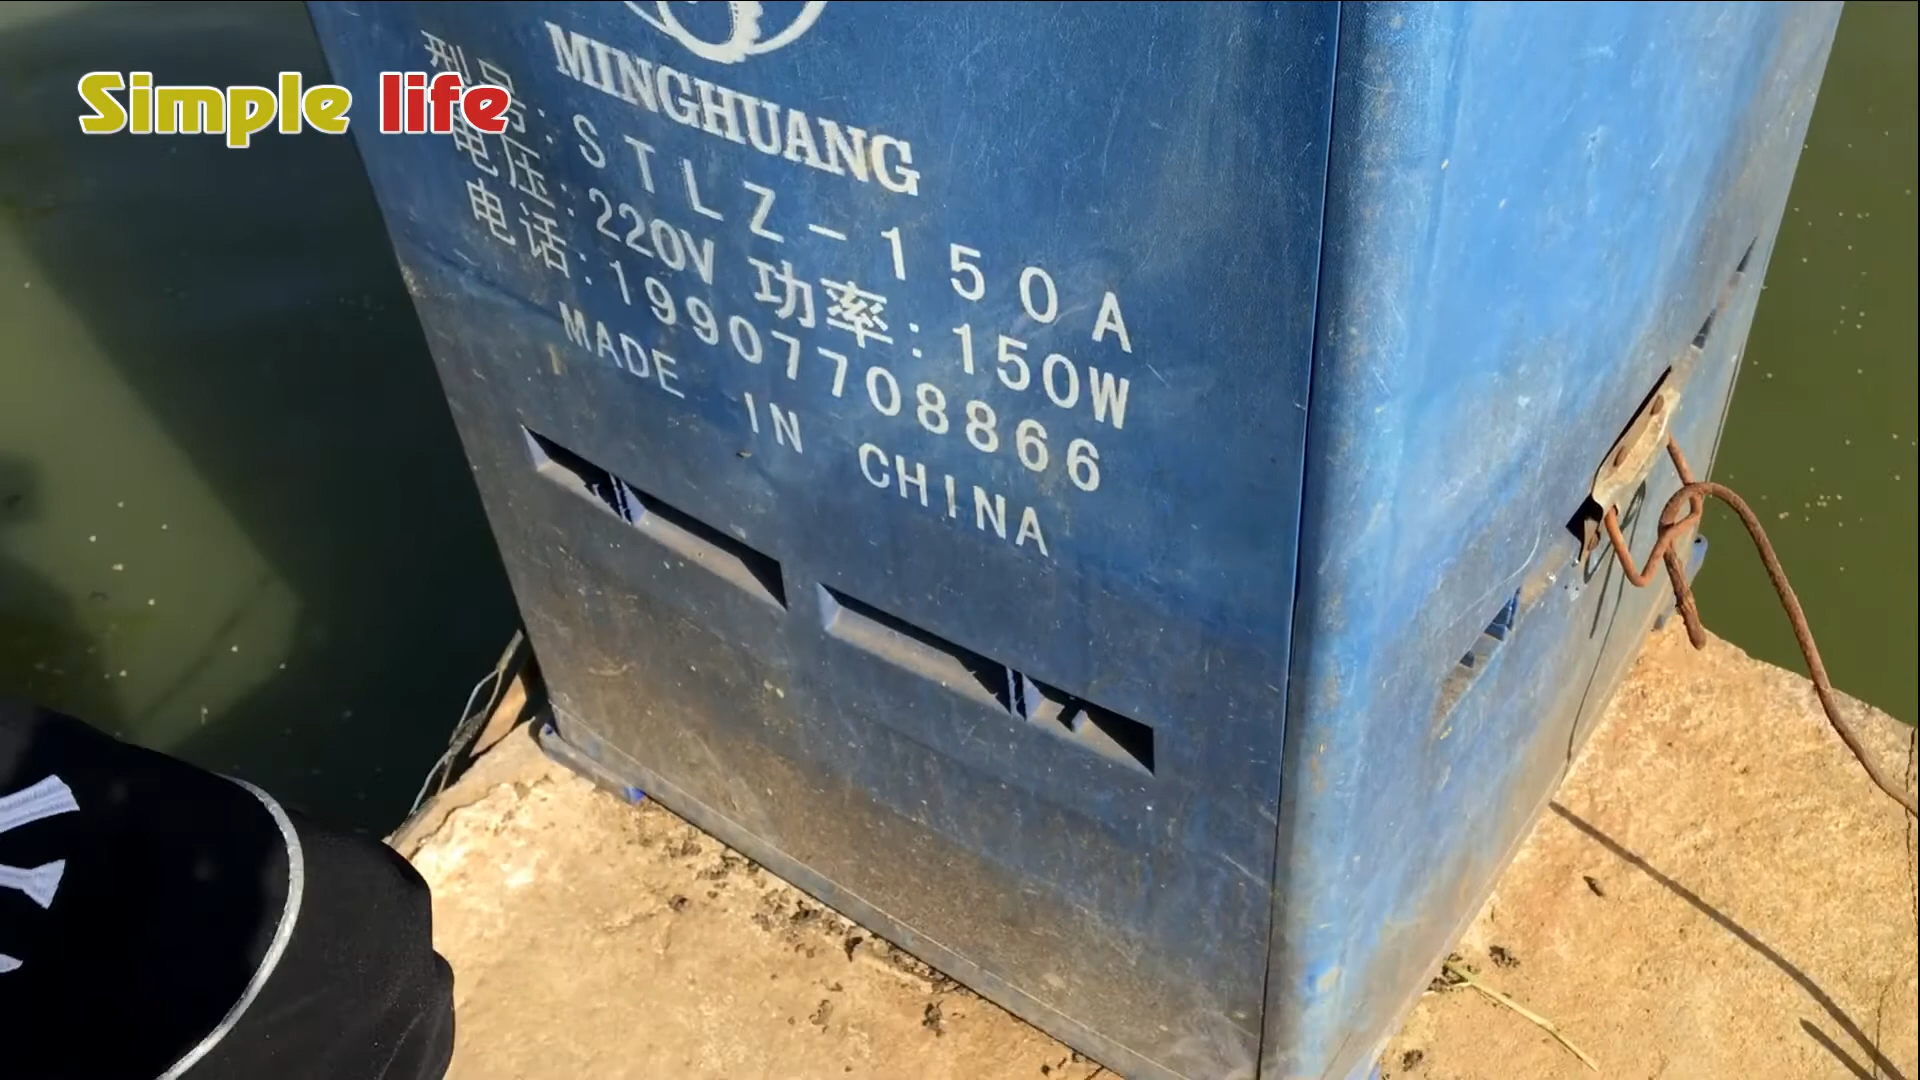 Simple life
MINGHUANG
型号: STLZ-150A
电压: 220V 功率: 150W
电话: 19907708866
MADE IN CHINA